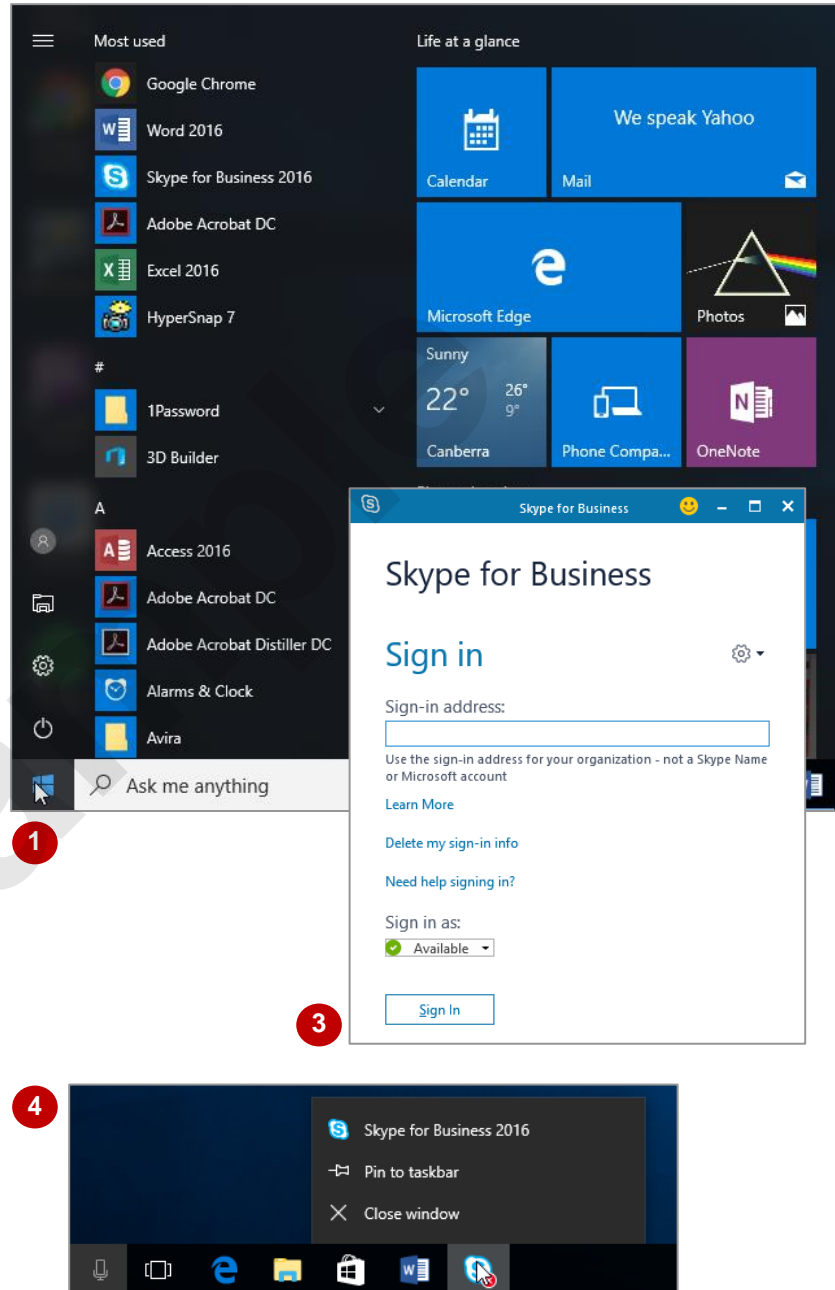 Most used
Google Chrome
Word 2016
Skype for Business 2016
Adobe Acrobat DC
Excel 2016
HyperSnap 7
#
1Password
3D Builder
A
Access 2016
Adobe Acrobat DC
Adobe Acrobat Distiller DC
Alarms & Clock
Avira
Ask me anything
Life at a glance
Calendar
We speak Yahoo
Mail
Microsoft Edge
Photos
Sunny
22° 26°
9°
Canberra
Phone Compa...
OneNote
1
Skype for Business
Skype for Business
Sign in
Sign-in address:
Use the sign-in address for your organization - not a Skype Name
or Microsoft account
Learn More
Delete my sign-in info
Need help signing in?
Sign in as:
Available
Sign In
3
4
Skype for Business 2016
Pin to taskbar
Close window